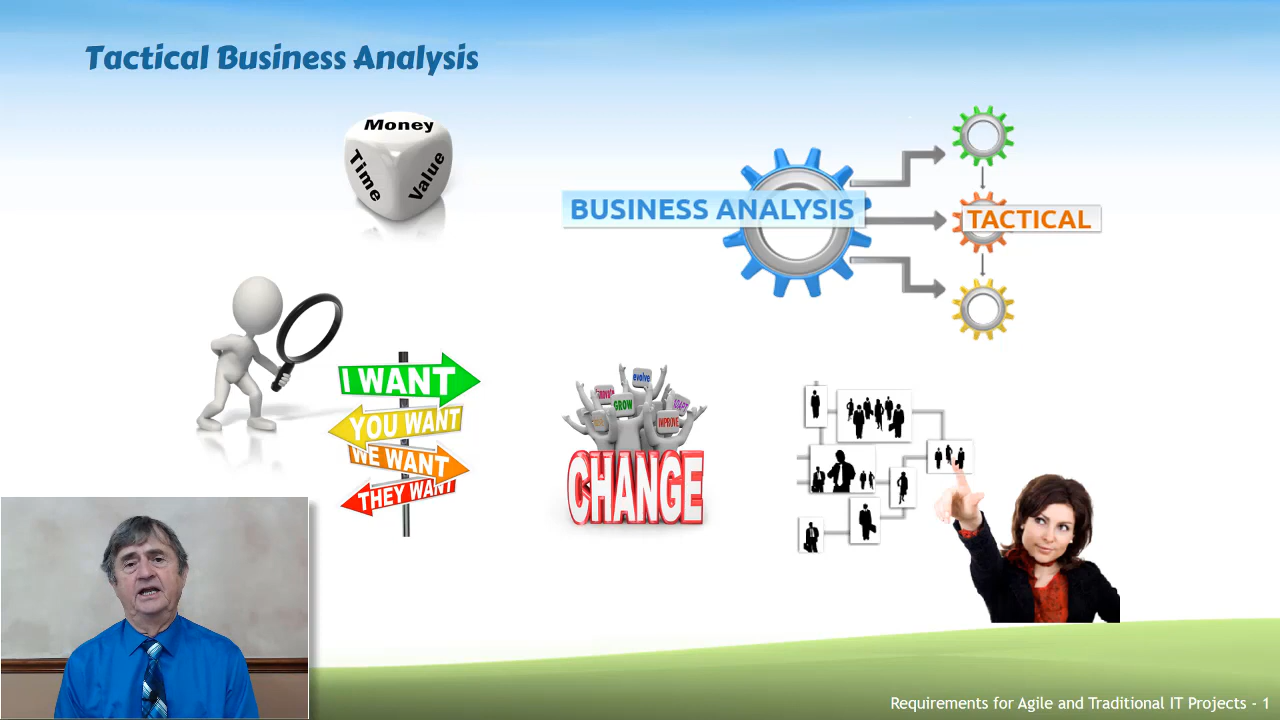 Tactical Business Analysis
Money
Time
Value
BUSINESS ANALYSIS
TACTICAL
I WANT
YOU WANT
WE WANT
THEY WANT
evolve
GROW
IMPROVE
CHANGE
Requirements for Agile and Traditional IT Projects - 1